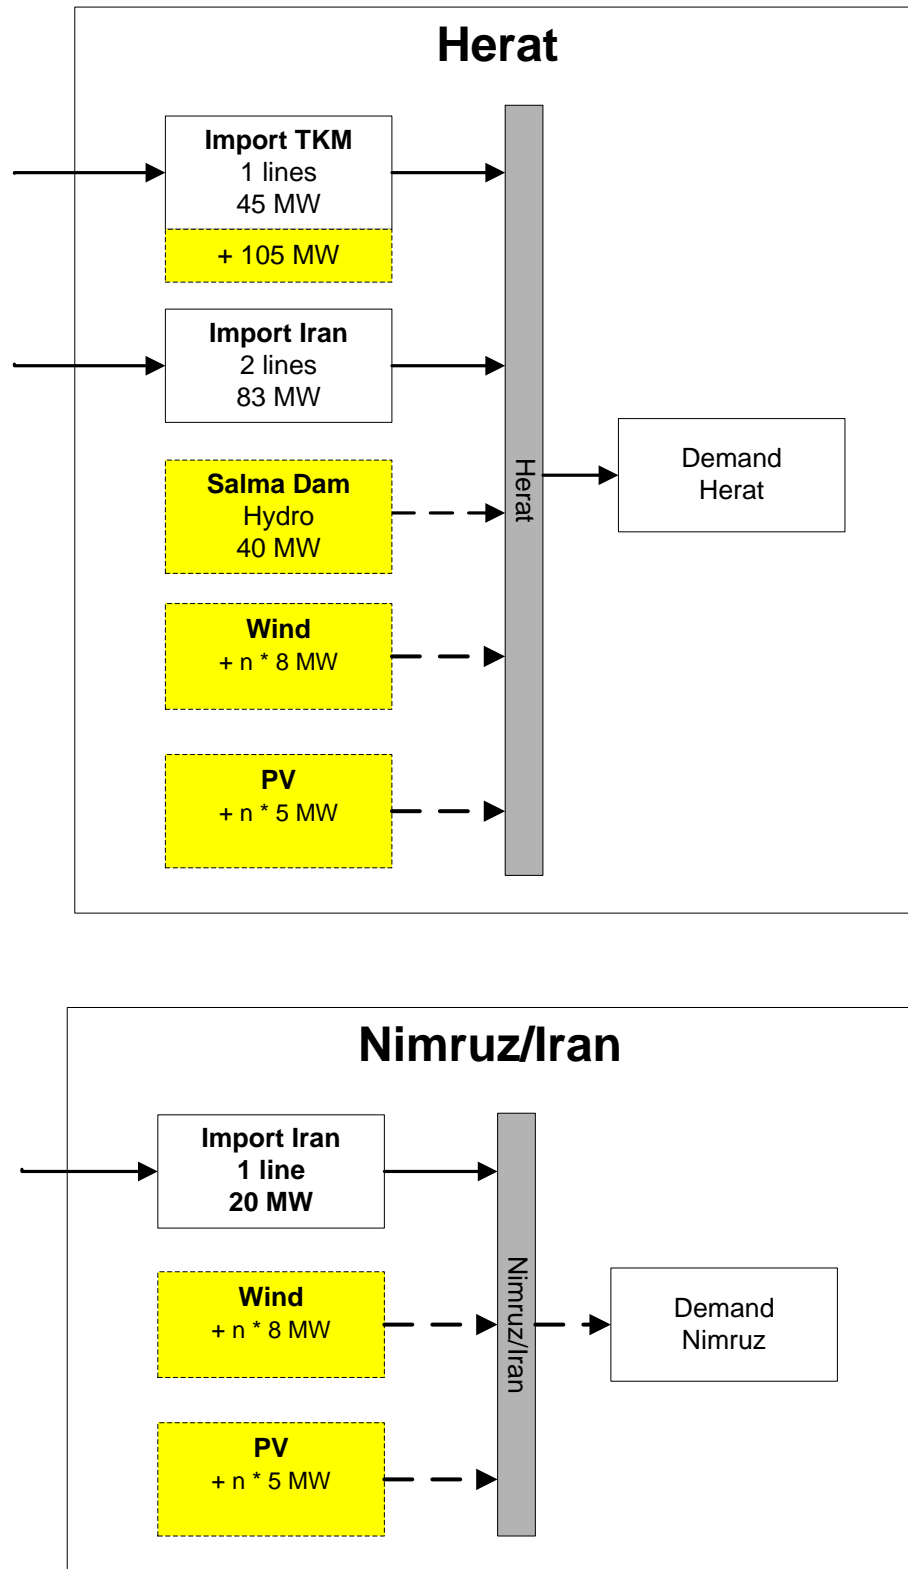 Herat
Import TKM
1 lines
45 MW
+ 105 MW
Import Iran
2 lines
83 MW
Salma Dam
Hydro
40 MW
Wind
+ n * 8 MW
PV
+ n * 5 MW
Herat
Demand
Herat
Nimruz/Iran
Import Iran
1 line
20 MW
Wind
+ n * 8 MW
PV
+ n * 5 MW
Nimruz/Iran
Demand
Nimruz